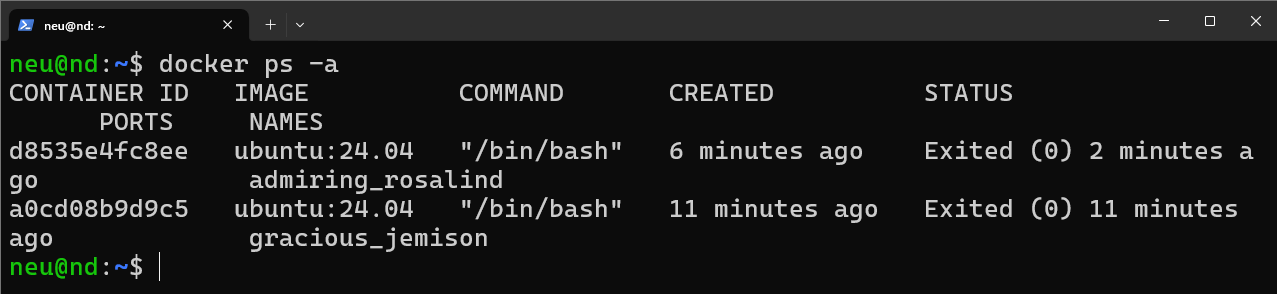 neu@nd: ~
neu@nd:~$ docker ps -a
CONTAINER ID   IMAGE          COMMAND       CREATED          STATUS
      PORTS     NAMES
d8535e4fc8ee   ubuntu:24.04   "/bin/bash"   6 minutes ago    Exited (0) 2 minutes a
go              admiring_rosalind
a0cd08b9d9c5   ubuntu:24.04   "/bin/bash"   11 minutes ago   Exited (0) 11 minutes
ago             gracious_jemison
neu@nd:~$